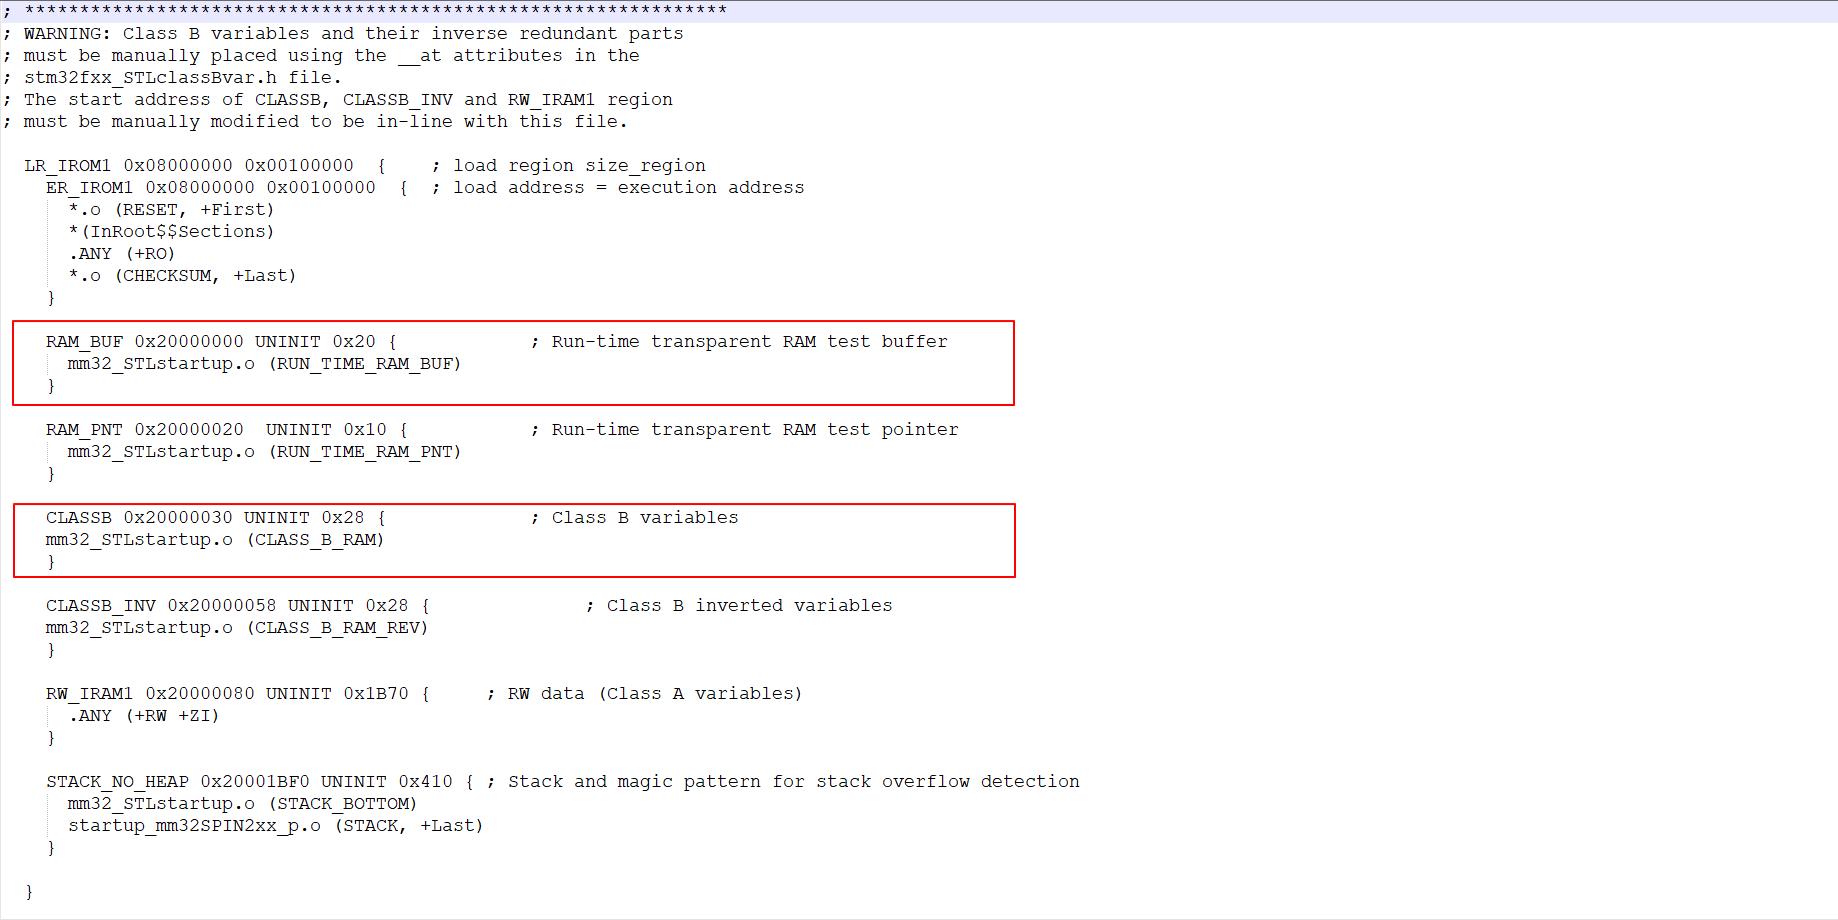 ; ****************************************************************
; WARNING: Class B variables and their inverse redundant parts
; must be manually placed using the __at attributes in the
; stm32fxx_STLclassBvar.h file.
; The start address of CLASSB, CLASSB_INV and RW_IRAM1 region
; must be manually modified to be in-line with this file.
LR_IROM1 0x08000000 0x00100000  {    ; load region size_region
ER_IROM1 0x08000000 0x00100000  {  ; load address = execution address
*.o (RESET, +First)
*(InRoot$$Sections)
.ANY (+RO)
*.o (CHECKSUM, +Last)
}
RAM_BUF 0x20000000 UNINIT 0x20 {            ; Run-time transparent RAM test buffer
mm32_STLstartup.o (RUN_TIME_RAM_BUF)
}
RAM_PNT 0x20000020  UNINIT 0x10 {           ; Run-time transparent RAM test pointer
mm32_STLstartup.o (RUN_TIME_RAM_PNT)
}
CLASSB 0x20000030 UNINIT 0x28 {             ; Class B variables
mm32_STLstartup.o (CLASS_B_RAM)
}
CLASSB_INV 0x20000058 UNINIT 0x28 {              ; Class B inverted variables
mm32_STLstartup.o (CLASS_B_RAM_REV)
}
RW_IRAM1 0x20000080 UNINIT 0x1B70 {     ; RW data (Class A variables)
.ANY (+RW +ZI)
}
STACK_NO_HEAP 0x20001BF0 UNINIT 0x410 { ; Stack and magic pattern for stack overflow detection
mm32_STLstartup.o (STACK_BOTTOM)
startup_mm32SPIN2xx_p.o (STACK, +Last)
}
}